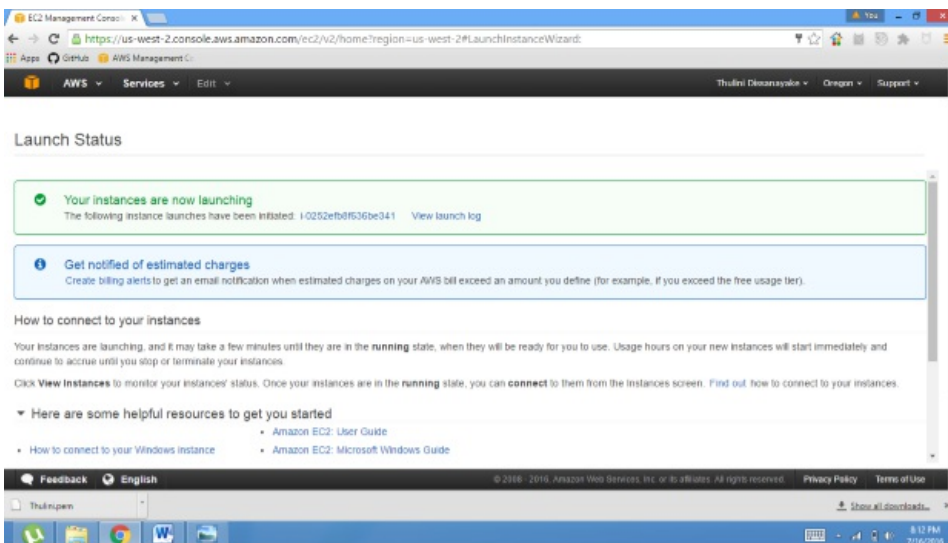 EC2 Management Consol
You
https://us-west-2.console.aws.amazon.com/ec2/v2/home?region=us-west-2#LaunchInstanceWizard:
Apps GitHub AWS Management Co
AWS Services Edit Thulini Dissanayake Oregon Support
Launch Status
Your instances are now launching
The following instance launches have been initiated: i-0252efb8f636be341 View launch log
Get notified of estimated charges
Create billing alerts to get an email notification when estimated charges on your AWS bill exceed an amount you define (for example, if you exceed the free usage tier).
How to connect to your instances
Your instances are launching, and it may take a few minutes until they are in the running state, when they will be ready for you to use. Usage hours on your new instances will start immediately and
continue to accrue until you stop or terminate your instances.
Click View Instances to monitor your instances' status. Once your instances are in the running state, you can connect to them from the Instances screen. Find out how to connect to your instances.
Here are some helpful resources to get you started
• How to connect to your Windows instance
• Amazon EC2: User Guide
• Amazon EC2: Microsoft Windows Guide
Feedback English © 2008 - 2016, Amazon Web Services, Inc. or its affiliates. All rights reserved. Privacy Policy Terms of Use
Thulini.pem Show all downloads...
8:12 PM
7/16/2016